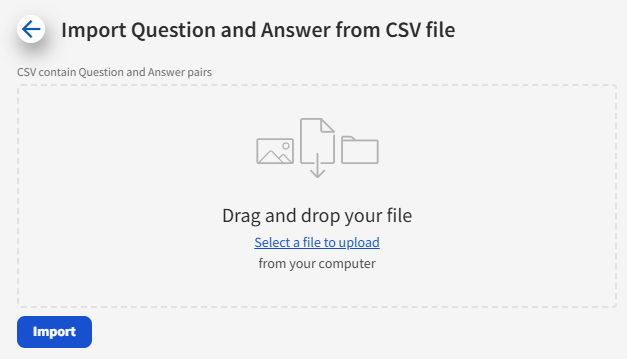 Import Question and Answer from CSV file
CSV contain Question and Answer pairs
Drag and drop your file
Select a file to upload
from your computer
Import